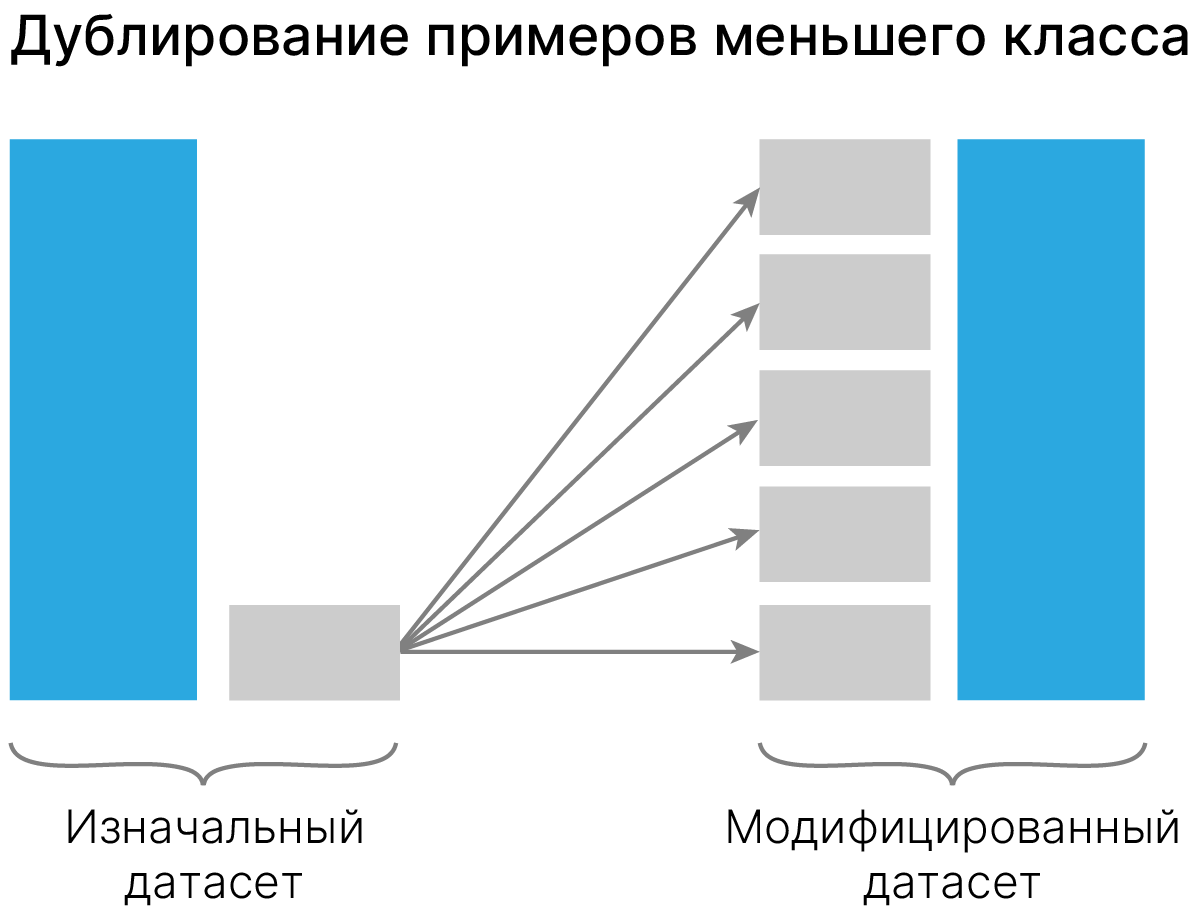 Дублирование примеров меньшего класса
Изначальный
датасет
Модифицированный
датасет